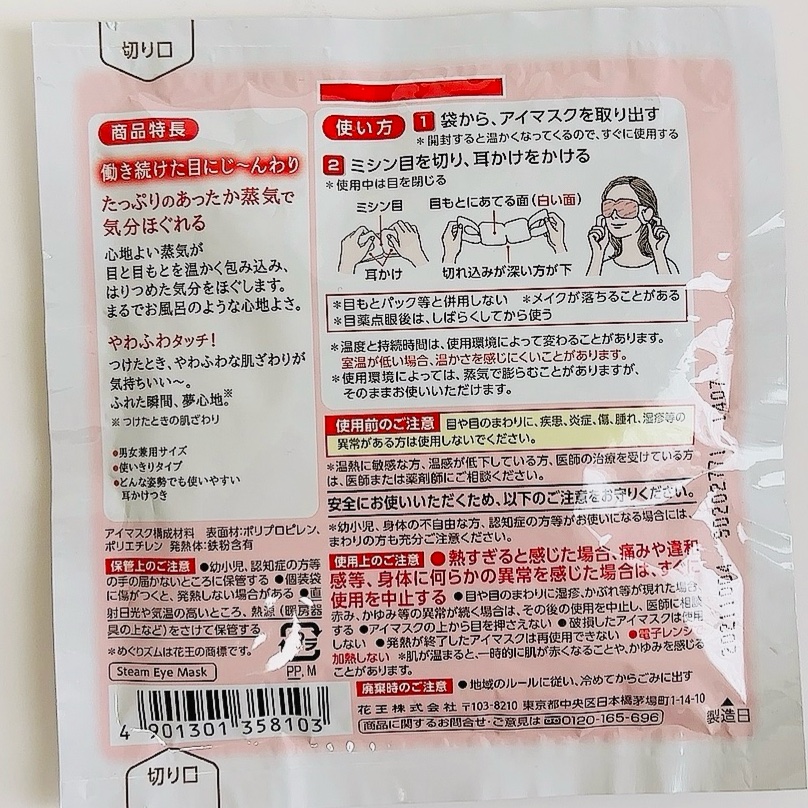 切り口
商品特長
働き続けた目にじ〜んわり
たっぷりのあったか蒸気で
気分ほぐれる
心地よい蒸気が
目と目もとを温かく包み込み、
はりつめた気分をほぐします。
まるでお風呂のような心地よさ。
やわふわタッチ!
つけたとき、やわふわな肌ざわりが
気持ちいい〜。
ふれた瞬間、夢心地。※
※つけたときの肌ざわり
●男女兼用サイズ
●使いきりタイプ
●どんな姿勢でも使いやすい
耳かけつき
使い方
1 袋から、アイマスクを取り出す
*開封すると温かくなってくるので、すぐに使用する
2 ミシン目を切り、耳かけをかける
*使用中は目を閉じる
ミシン目
耳かけ
目もとにあてる面(白い面)
切れ込みが深い方が下
*目もとパック等と併用しない *メイクが落ちることがある
*目薬点眼後は、しばらくしてから使う
*温度と持続時間は、使用環境によって変わることがあります。
室温が低い場合、温かさを感じにくいことがあります。
*使用環境によっては、蒸気で膨らむことがありますが、
そのままお使いいただけます。
使用前のご注意 目や目のまわりに、疾患、炎症、傷、腫れ、湿疹等の
異常がある方は使用しないでください。
*温熱に敏感な方、温感が低下している方、医師の治療を受けている方
は、医師または薬剤師にご相談ください。
安全にお使いいただくため、以下のご注意をお守りください。
*幼小児、身体の不自由な方、認知症の方等がお使いになる場合には、
まわりの方も充分ご注意ください。
使用上のご注意 ●熱すぎると感じた場合、痛みや違和
感等、身体に何らかの異常を感じた場合は、すぐに
使用を中止する ●目や目のまわりに湿疹、かぶれ等が現れた場合、
赤み、かゆみ等の異常が続く場合は、その後の使用を中止し、医師に相談
する ●アイマスクの上から目を押さえない ●破損したアイマスクは使用
しない ●発熱が終了したアイマスクは再使用できない ●電子レンジ
加熱しない *肌が温まると、一時的に肌が赤くなることや、かゆみを感じる
ことがあります。
廃棄時のご注意 ●地域のルールに従い、冷めてからごみに出す
花王株式会社 〒103-8210 東京都中央区日本橋茅場町1-14-10
商品に関するお問合せ・ご意見は 0120-165-696
アイマスク構成材料 表面材:ポリプロピレン、
ポリエチレン 発熱体:鉄粉含有
保管上のご注意 ●幼小児、認知症の方等
の手の届かないところに保管する ●個装袋
に傷がつくと、発熱しない場合がある ●直
射日光や気温の高いところ、熱源(暖房器
具の上など)をさけて保管する
*めぐりズムは花王の商標です。
Steam Eye Mask
PP, M
4 901301 358103
切り口
製造日